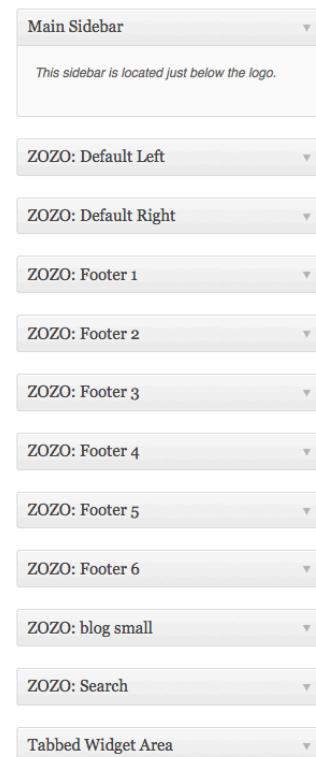 Main Sidebar
This sidebar is located just below the logo.
ZOZO: Default Left
ZOZO: Default Right
ZOZO: Footer 1
ZOZO: Footer 2
ZOZO: Footer 3
ZOZO: Footer 4
ZOZO: Footer 5
ZOZO: Footer 6
ZOZO: blog small
ZOZO: Search
Tabbed Widget Area